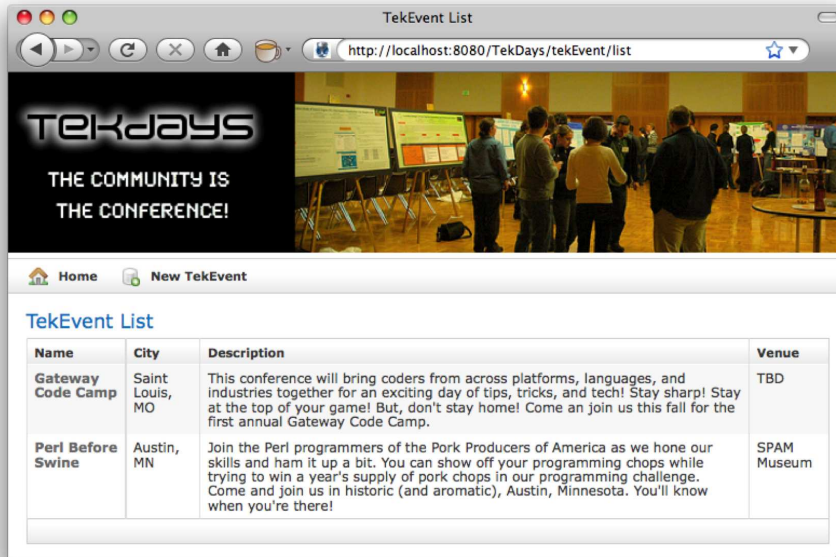 TekEvent List
http://localhost:8080/TekDays/tekEvent/list
TEKDAYS
THE COMMUNITY IS
THE CONFERENCE!
Home New TekEvent
TekEvent List
Name City Description Venue
Gateway
Code Camp
Saint
Louis,
MO
This conference will bring coders from across platforms, languages, and
industries together for an exciting day of tips, tricks, and tech! Stay sharp! Stay
at the top of your game! But, don't stay home! Come an join us this fall for the
first annual Gateway Code Camp.
TBD
Perl Before
Swine
Austin,
MN
Join the Perl programmers of the Pork Producers of America as we hone our
skills and ham it up a bit. You can show off your programming chops while
trying to win a year's supply of pork chops in our programming challenge.
Come and join us in historic (and aromatic), Austin, Minnesota. You'll know
when you're there!
SPAM
Museum